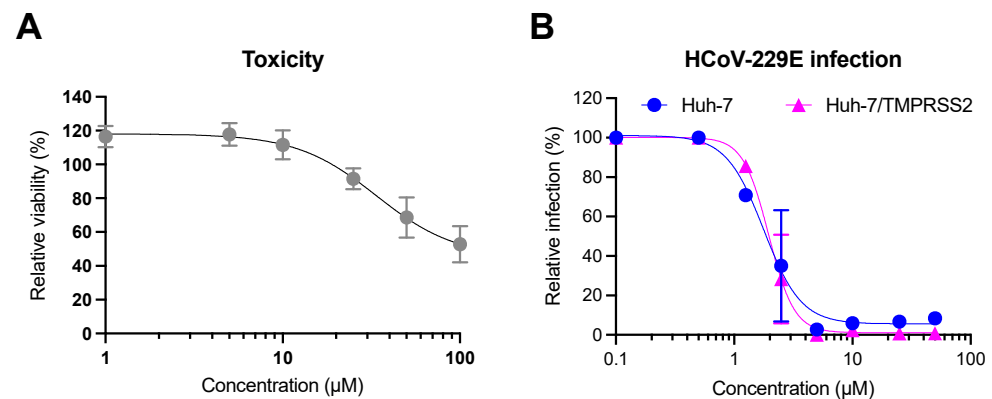 A
Toxicity
Relative viability (%)
140
120
100
80
60
40
20
0
1
10
100
Concentration (µM)
B
HCoV-229E infection
Huh-7
Huh-7/TMPRSS2
Relative infection (%)
120
100
80
60
40
20
0
0.1
1
10
100
Concentration (µM)